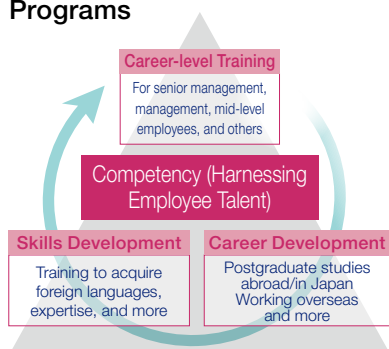 Programs
Career-level Training
For senior management,
management, mid-level
employees, and others
Competency (Harnessing
Employee Talent)
Skills Development
Training to acquire
foreign languages,
expertise, and more
Career Development
Postgraduate studies
abroad/in Japan
Working overseas
and more